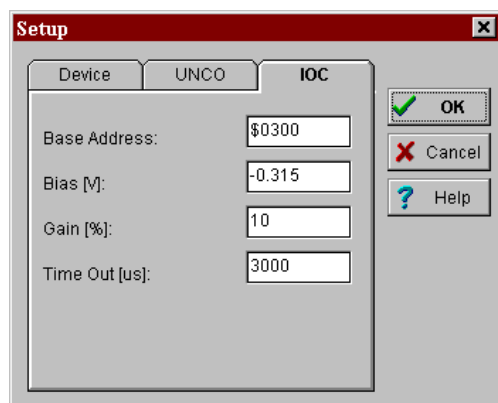 Setup
Device UNCO IOC
Base Address: $0300
Bias [V]: -0.315
Gain [%]: 10
Time Out [us]: 3000
OK
Cancel
Help